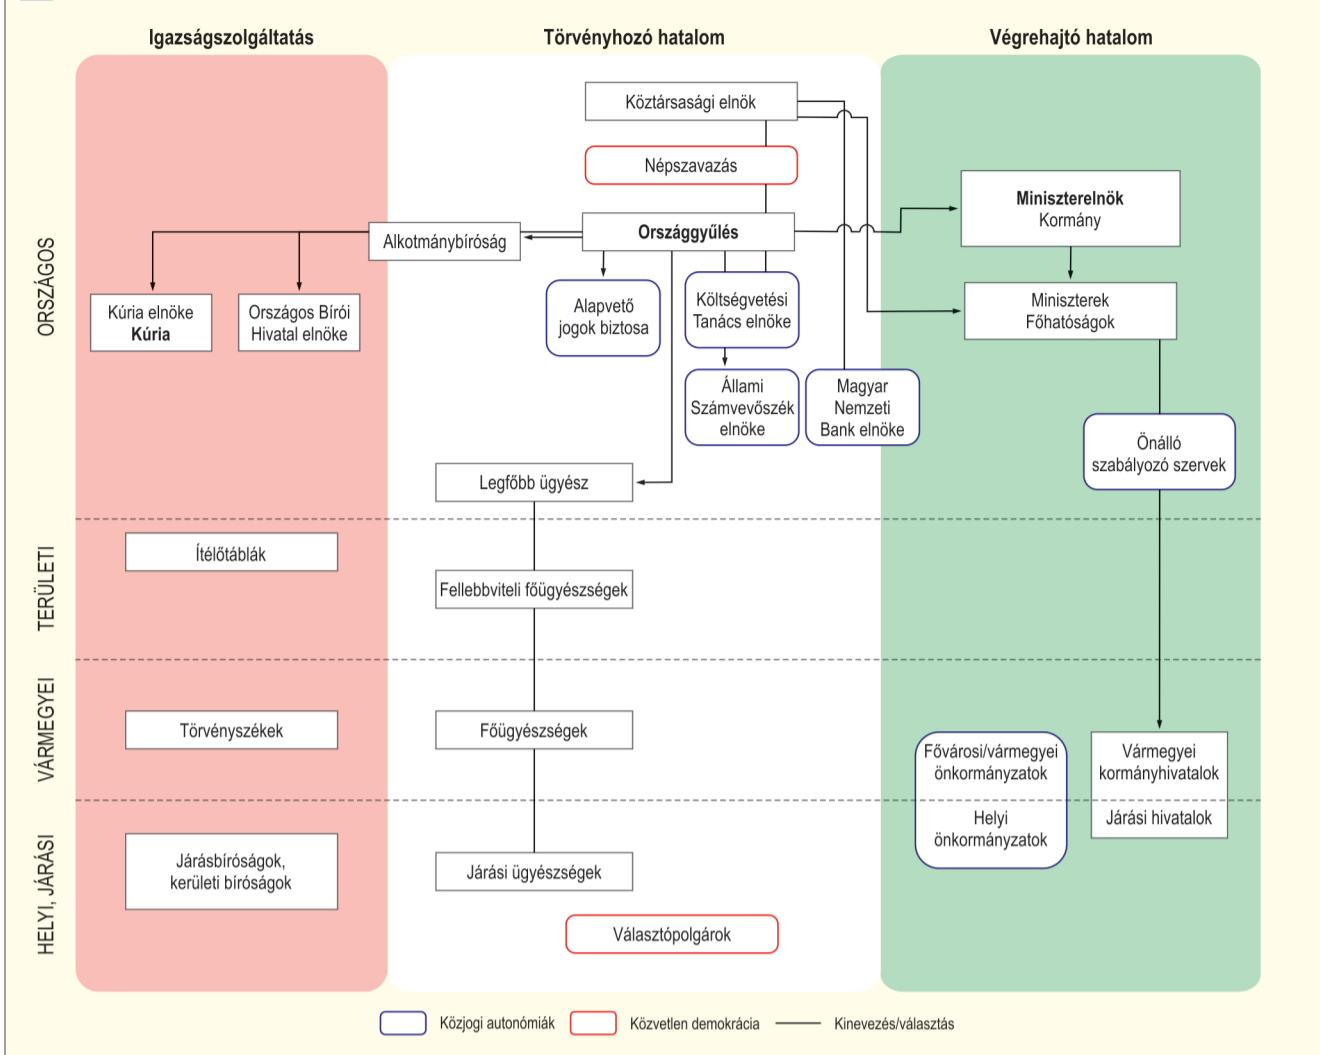 Igazságszolgáltatás
Törvényhozó hatalom
Végrehajtó hatalom
ORSZÁGOS
Köztársasági elnök
Népszavazás
Miniszterelnök
Kormány
Országgyűlés
Alkotmánybíróság
Kúria elnöke
Kúria
Országos Bírói
Hivatal elnöke
Alapvető
jogok biztosa
Költségvetési
Tanács elnöke
Miniszterek
Főhatóságok
Állami
Számvevőszék
elnöke
Magyar
Nemzeti
Bank elnöke
Önálló
szabályozó szervek
Legfőbb ügyész
TERÜLETI
Ítélőtáblák
Fellebbviteli főügyészségek
VÁRMEGYEI
Törvényszékek
Főügyészségek
Fővárosi/vármegyei
önkormányzatok
Vármegyei
kormányhivatalok
HELYI, JÁRÁSI
Helyi
önkormányzatok
Járási hivatalok
Járásbíróságok,
kerületi bíróságok
Járási ügyészségek
Választópolgárok
Közjogi autonómiák
Közvetlen demokrácia
Kinevezés/választás